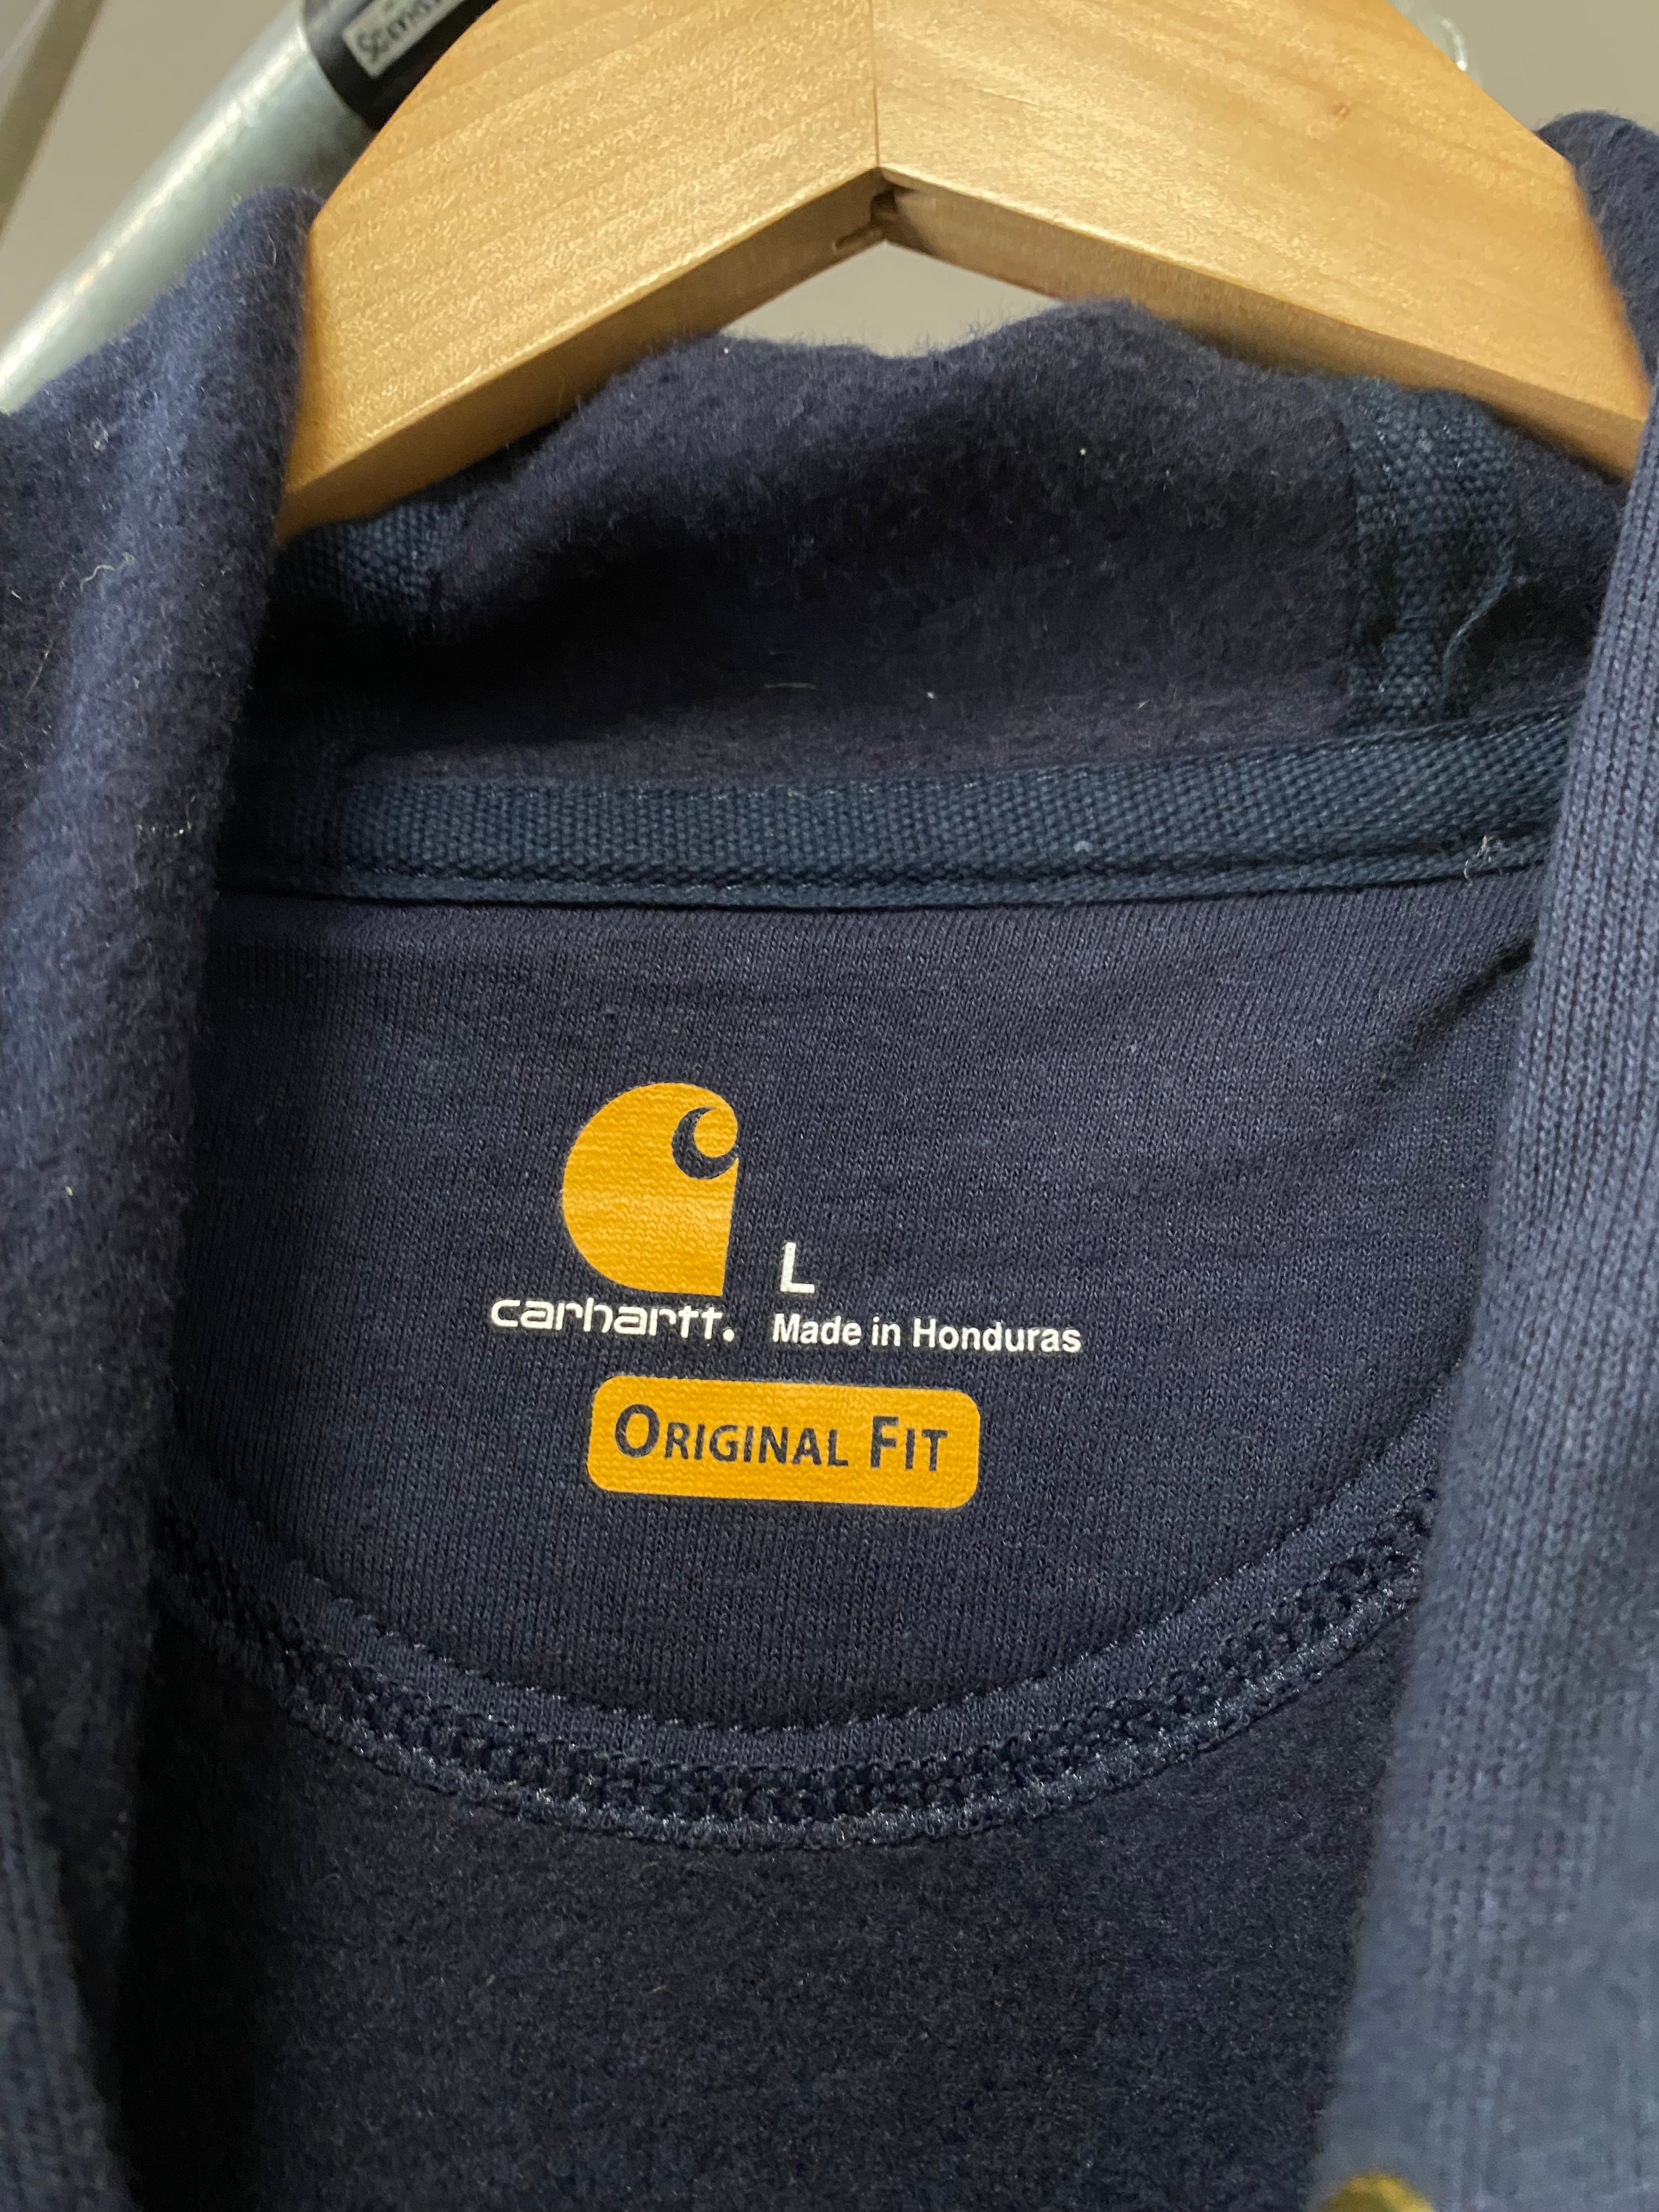 L
carhartt.
Made in Honduras
ORIGINAL FIT